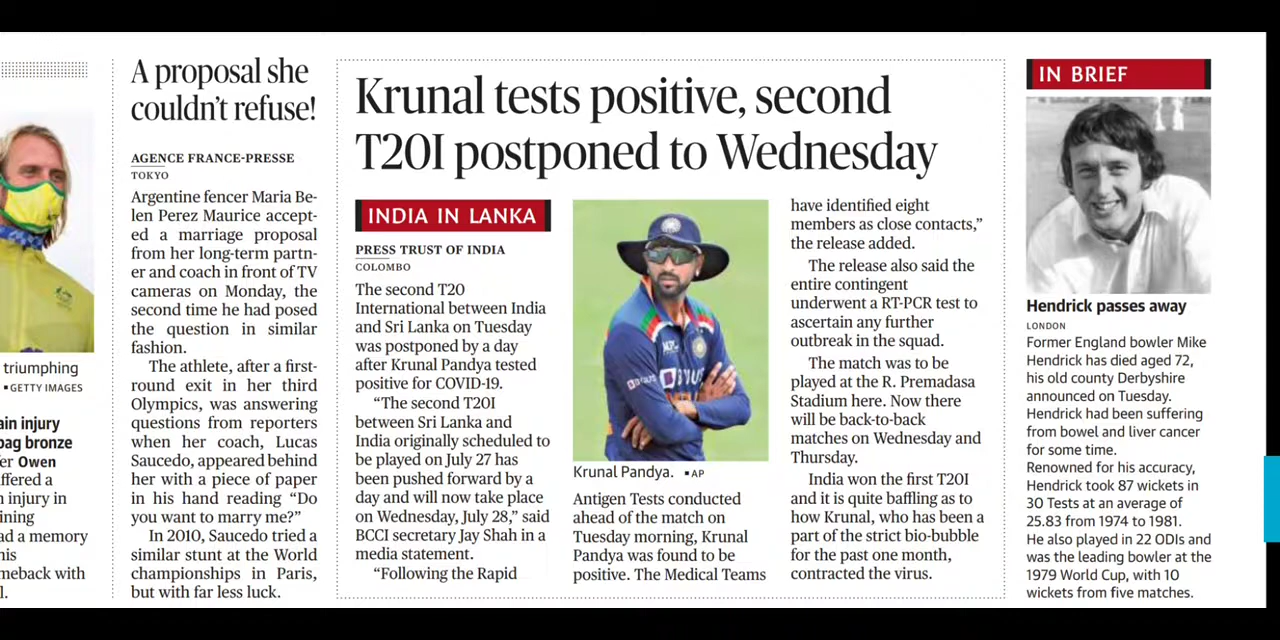 triumphing
▪GETTY IMAGES
ain injury
bag bronze
er Owen
ffered a
n injury in
ining
ad a memory
his
meback with
l.
A proposal she
couldn't refuse!
AGENCE FRANCE-PRESSE
TOKYO
Argentine fencer Maria Be-
len Perez Maurice accept-
ed a marriage proposal
from her long-term partn-
er and coach in front of TV
cameras on Monday, the
second time he had posed
the question in similar
fashion.
The athlete, after a first-
round exit in her third
Olympics, was answering
questions from reporters
when her coach, Lucas
Saucedo, appeared behind
her with a piece of paper
in his hand reading “Do
you want to marry me?”
In 2010, Saucedo tried a
similar stunt at the World
championships in Paris,
but with far less luck.
Krunal tests positive, second
T20I postponed to Wednesday
INDIA IN LANKA
PRESS TRUST OF INDIA
COLOMBO
The second T20
International between India
and Sri Lanka on Tuesday
was postponed by a day
after Krunal Pandya tested
positive for COVID-19.
“The second T20I
between Sri Lanka and
India originally scheduled to
be played on July 27 has
been pushed forward by a
day and will now take place
on Wednesday, July 28,” said
BCCI secretary Jay Shah in a
media statement.
“Following the Rapid
Krunal Pandya. ▪AP
Antigen Tests conducted
ahead of the match on
Tuesday morning, Krunal
Pandya was found to be
positive. The Medical Teams
have identified eight
members as close contacts,”
the release added.
The release also said the
entire contingent
underwent a RT-PCR test to
ascertain any further
outbreak in the squad.
The match was to be
played at the R. Premadasa
Stadium here. Now there
will be back-to-back
matches on Wednesday and
Thursday.
India won the first T20I
and it is quite baffling as to
how Krunal, who has been a
part of the strict bio-bubble
for the past one month,
contracted the virus.
IN BRIEF
Hendrick passes away
LONDON
Former England bowler Mike
Hendrick has died aged 72,
his old county Derbyshire
announced on Tuesday.
Hendrick had been suffering
from bowel and liver cancer
for some time.
Renowned for his accuracy,
Hendrick took 87 wickets in
30 Tests at an average of
25.83 from 1974 to 1981.
He also played in 22 ODIs and
was the leading bowler at the
1979 World Cup, with 10
wickets from five matches.